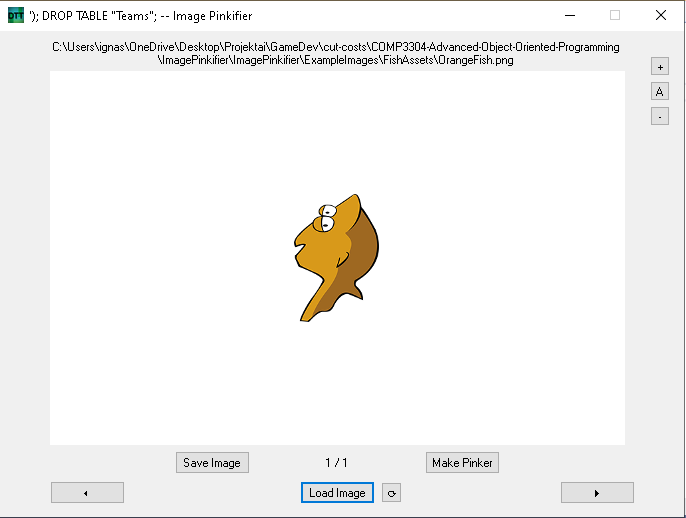 DTT '); DROP TABLE "Teams"; -- Image Pinkifier
C:\Users\ignas\OneDrive\Desktop\Projektai\GameDev\cut-costs\COMP3304-Advanced-Object-Oriented-Programming
\ImagePinkifier\ImagePinkifier\ExampleImages\FishAssets\OrangeFish.png
+
A
-
Save Image
1 / 1
Make Pinker
Load Image